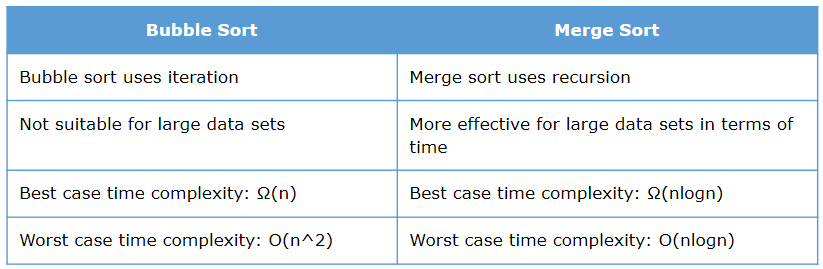 Bubble Sort
Merge Sort
Bubble sort uses iteration
Merge sort uses recursion
Not suitable for large data sets
More effective for large data sets in terms of
time
Best case time complexity: Ω(n)
Best case time complexity: Ω(nlogn)
Worst case time complexity: O(n^2)
Worst case time complexity: O(nlogn)